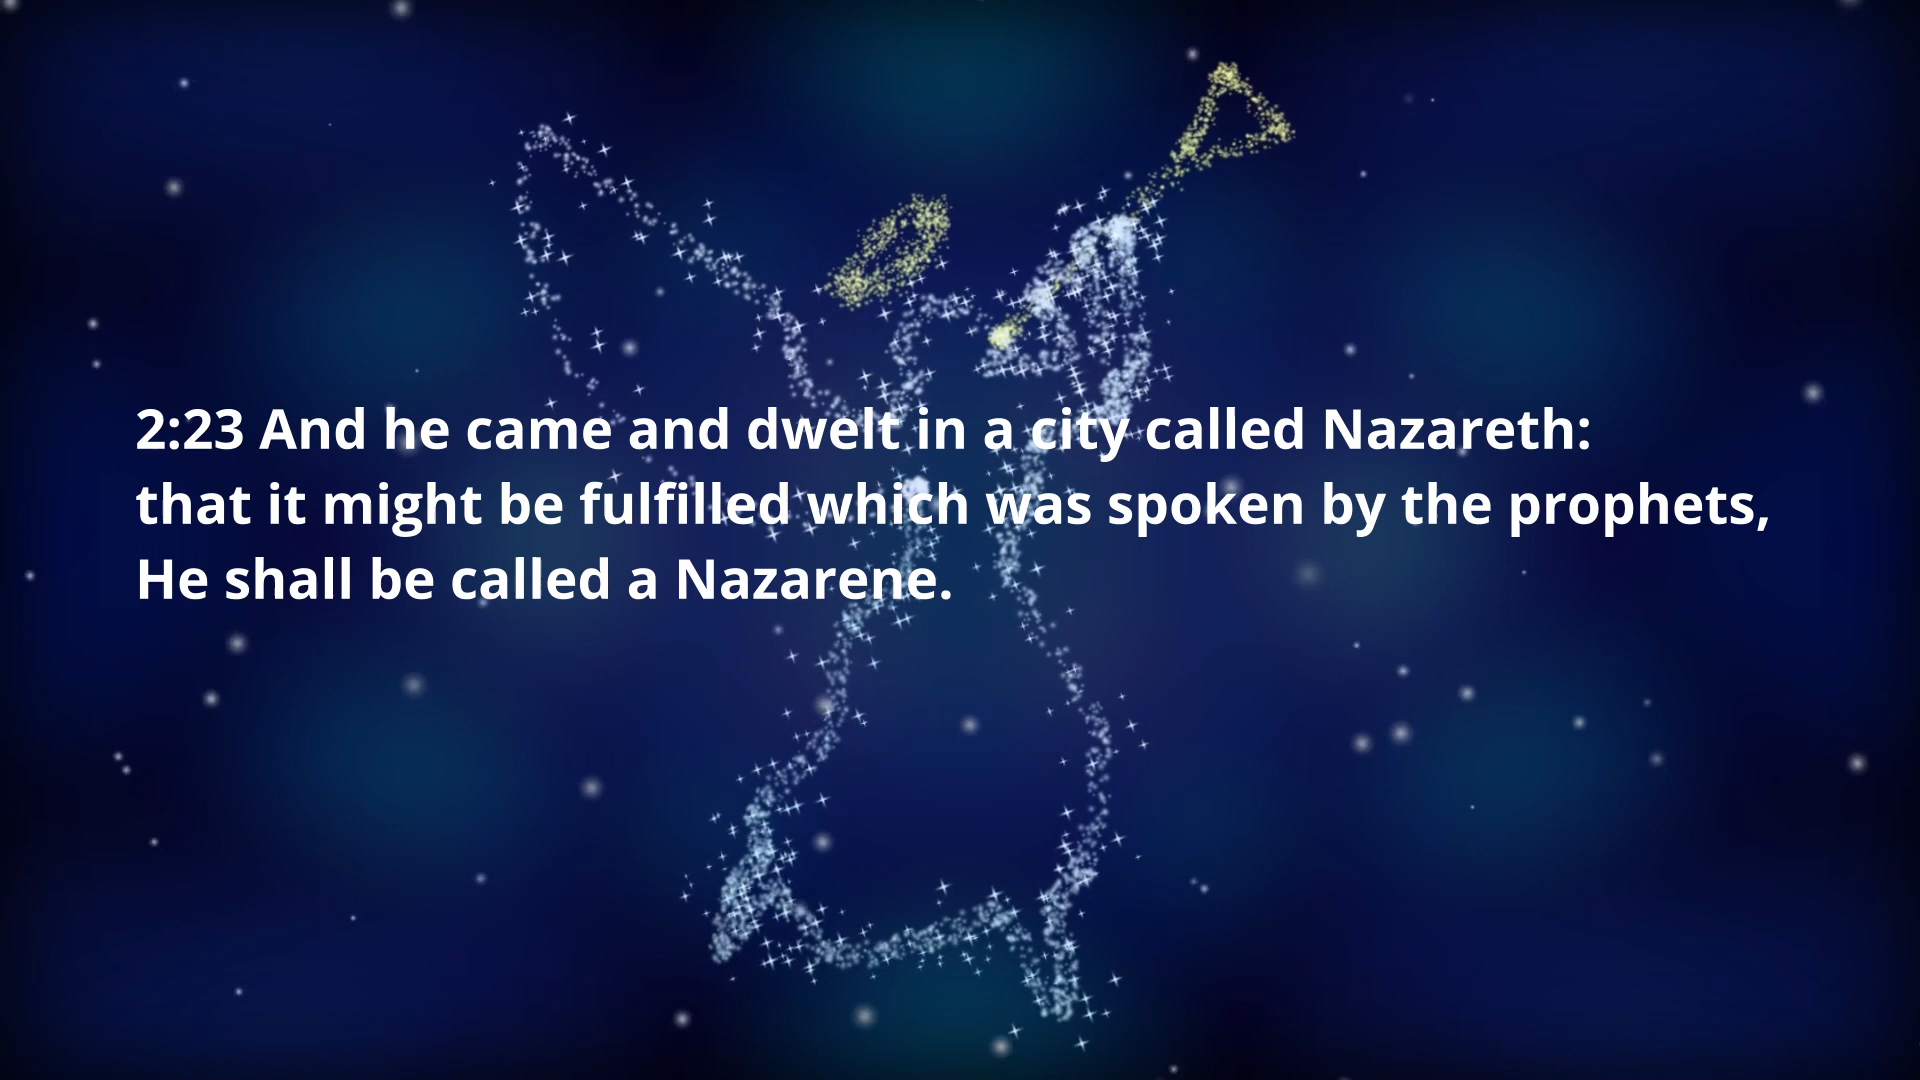 2:23 And he came and dwelt in a city called Nazareth:
that it might be fulfilled which was spoken by the prophets,
He shall be called a Nazarene.